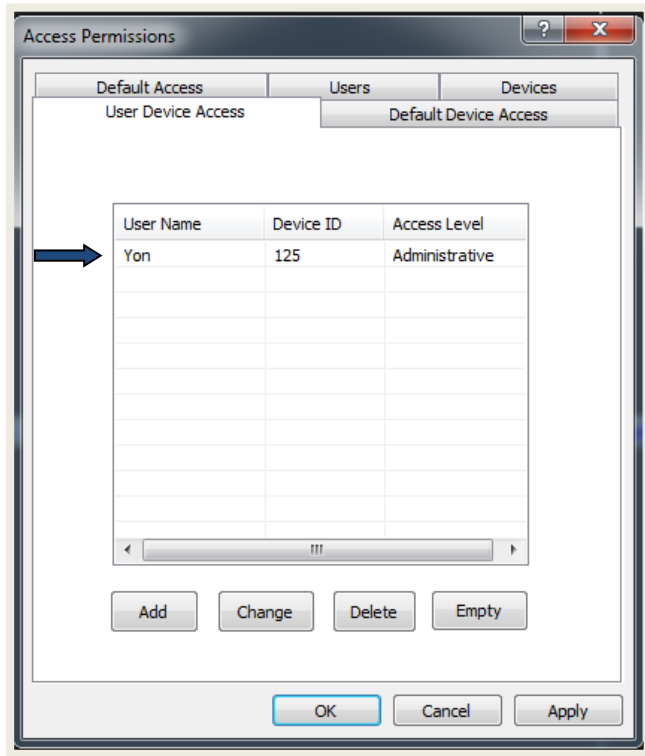 Access Permissions
Default Access Users Devices
User Device Access Default Device Access
User Name Device ID Access Level
Yon 125 Administrative
Add Change Delete Empty
OK Cancel Apply